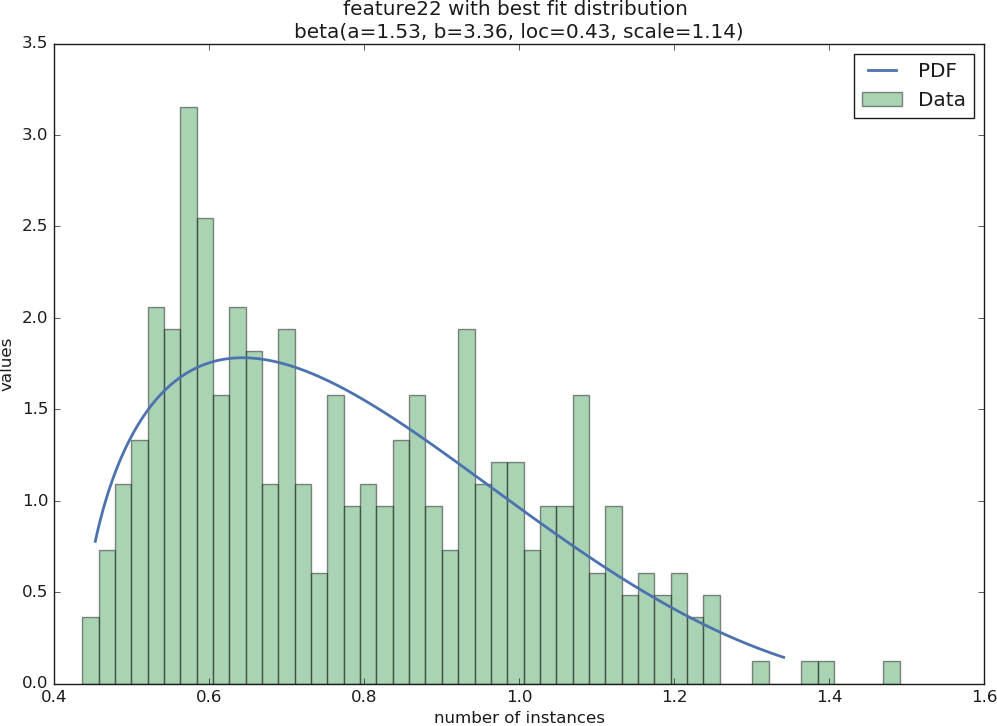 feature22 with best fit distribution
beta(a=1.53, b=3.36, loc=0.43, scale=1.14)
3.5
3.0
2.5
2.0
1.5
1.0
0.5
0.0
values
PDF
Data
0.4
0.6
0.8
1.0
1.2
1.4
1.6
number of instances